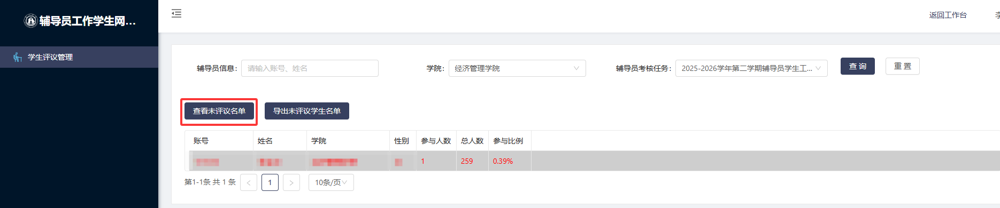 辅导员工作学生网...
返回工作台
学生评议管理
辅导员信息: 请输入账号、姓名 学院: 经济管理学院 辅导员考核任务: 2025-2026学年第二学期辅导员学生工... 查 询 重 置
查看未评议名单 导出未评议学生名单
账号 姓名 学院 性别 参与人数 总人数 参与比例
1 259 0.39%
第1-1条 共 1 条 < 1 > 10条/页